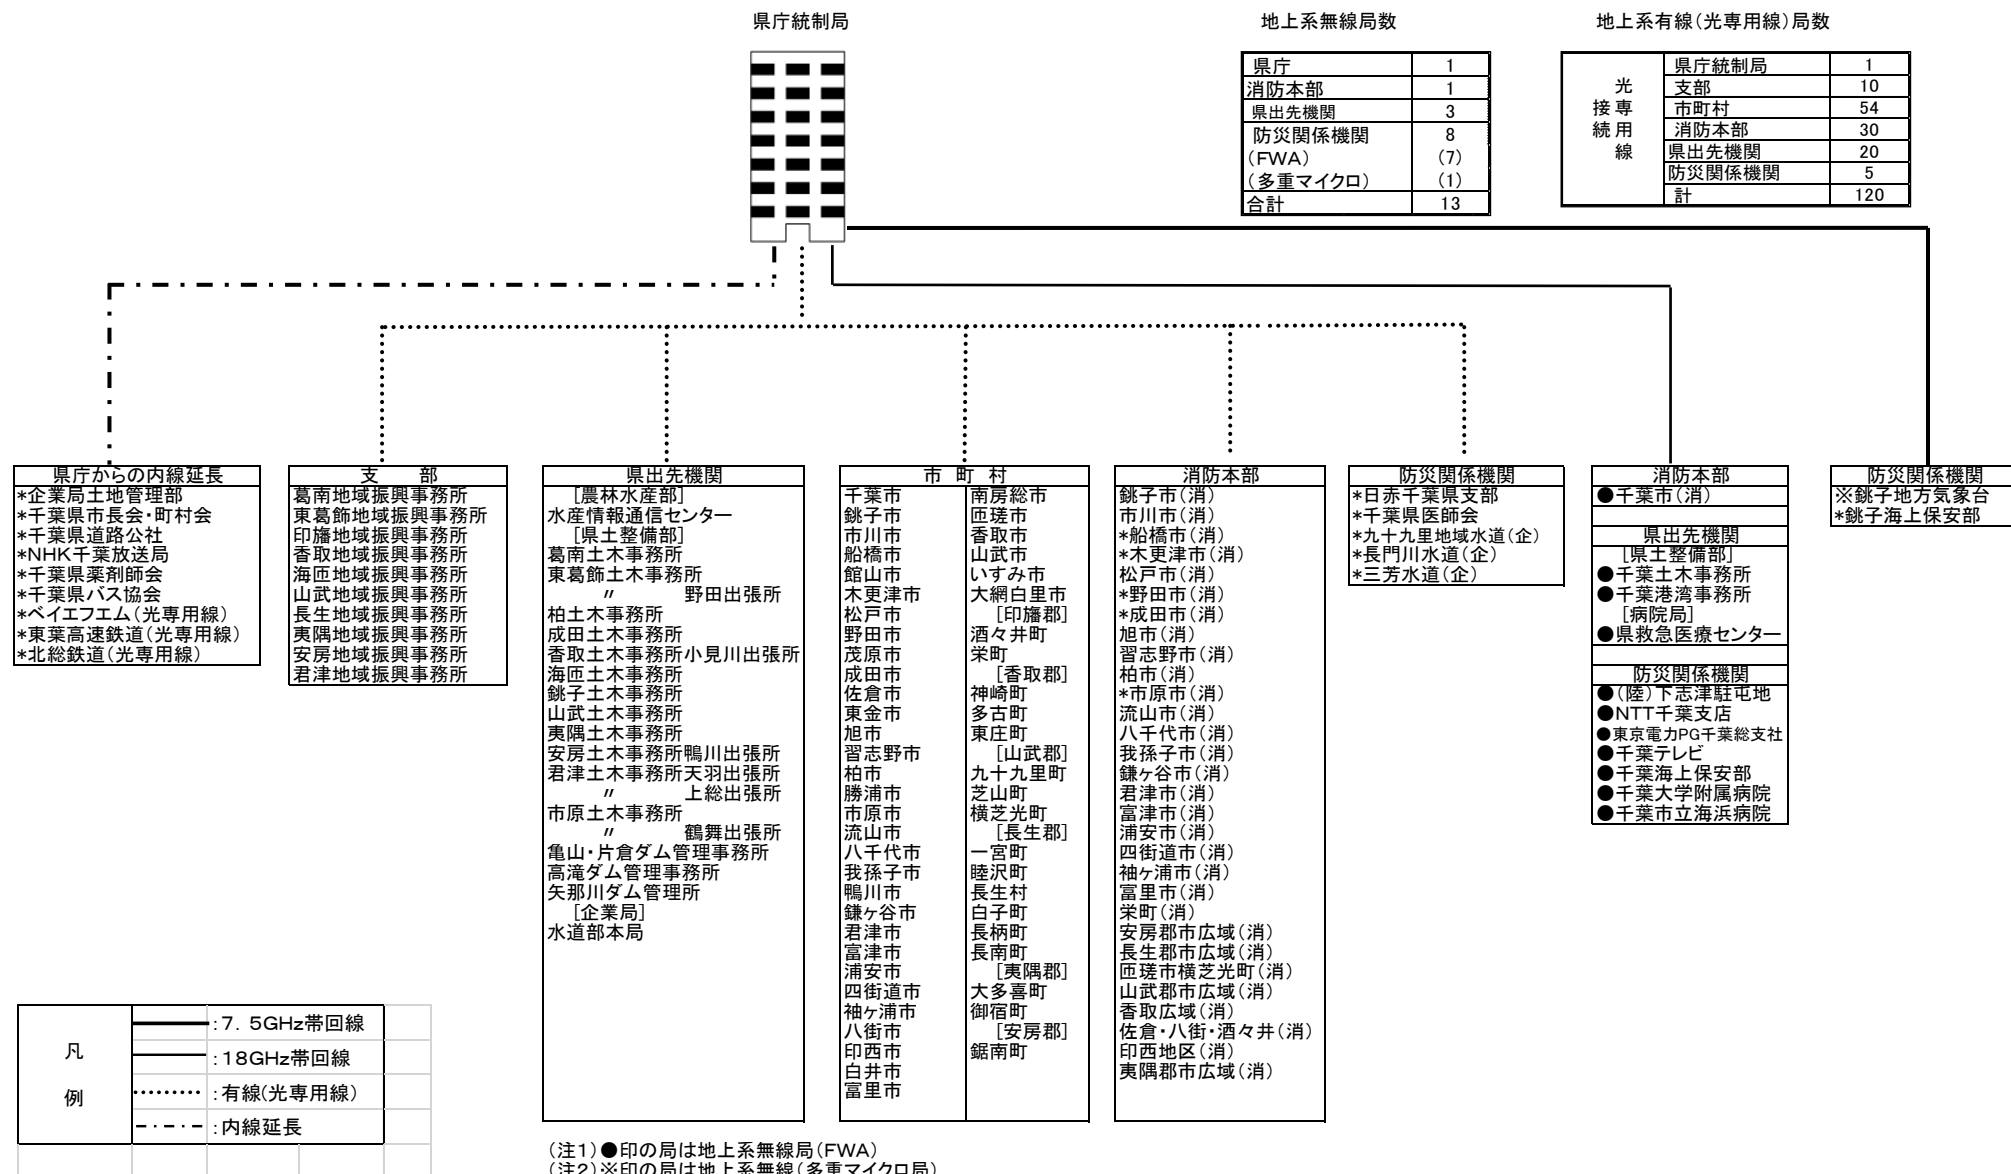 県庁統制局
地上系無線局数
県庁 1
消防本部 1
県出先機関 3
防災関係機関 8
(FWA) (7)
(多重マイクロ) (1)
合計 13
地上系有線(光専用線)局数
光専用線接続
県庁統制局 1
支部 10
市町村 54
消防本部 30
県出先機関 20
防災関係機関 5
計 120
県庁からの内線延長
*企業局土地管理部
*千葉県市長会・町村会
*千葉県道路公社
*NHK千葉放送局
*千葉県薬剤師会
*千葉県バス協会
*ベイエフエム(光専用線)
*東葉高速鉄道(光専用線)
*北総鉄道(光専用線)
支 部
葛南地域振興事務所
東葛飾地域振興事務所
印旛地域振興事務所
香取地域振興事務所
海匝地域振興事務所
山武地域振興事務所
長生地域振興事務所
夷隅地域振興事務所
安房地域振興事務所
君津地域振興事務所
県出先機関
[農林水産部]
水産情報通信センター
[県土整備部]
葛南土木事務所
東葛飾土木事務所
〃 野田出張所
柏土木事務所
成田土木事務所
香取土木事務所小見川出張所
海匝土木事務所
銚子土木事務所
山武土木事務所
夷隅土木事務所
安房土木事務所鴨川出張所
君津土木事務所天羽出張所
〃 上総出張所
市原土木事務所
〃 鶴舞出張所
亀山・片倉ダム管理事務所
高滝ダム管理事務所
矢那川ダム管理所
[企業局]
水道部本局
市 町 村
千葉市
銚子市
市川市
船橋市
館山市
木更津市
松戸市
野田市
茂原市
成田市
佐倉市
東金市
旭市
習志野市
柏市
勝浦市
市原市
流山市
八千代市
我孫子市
鴨川市
鎌ヶ谷市
君津市
富津市
浦安市
四街道市
袖ヶ浦市
八街市
印西市
白井市
富里市
南房総市
匝瑳市
香取市
山武市
いすみ市
大網白里市
[印旛郡]
酒々井町
栄町
[香取郡]
神崎町
多古町
東庄町
[山武郡]
九十九里町
芝山町
横芝光町
[長生郡]
一宮町
睦沢町
長生村
白子町
長柄町
長南町
[夷隅郡]
大多喜町
御宿町
[安房郡]
鋸南町
消防本部
銚子市(消)
市川市(消)
*船橋市(消)
*木更津市(消)
松戸市(消)
*野田市(消)
*成田市(消)
旭市(消)
習志野市(消)
柏市(消)
*市原市(消)
流山市(消)
八千代市(消)
我孫子市(消)
鎌ヶ谷市(消)
君津市(消)
富津市(消)
浦安市(消)
四街道市(消)
袖ヶ浦市(消)
富里市(消)
栄町(消)
安房郡市広域(消)
長生郡市広域(消)
匝瑳市横芝光町(消)
山武郡市広域(消)
香取広域(消)
佐倉・八街・酒々井(消)
印西地区(消)
夷隅郡市広域(消)
防災関係機関
*日赤千葉県支部
*千葉県医師会
*九十九里地域水道(企)
*長門川水道(企)
*三芳水道(企)
消防本部
●千葉市(消)
県出先機関
[県土整備部]
●千葉土木事務所
●千葉港湾事務所
[病院局]
●県救急医療センター
防災関係機関
●(陸)下志津駐屯地
●NTT千葉支店
●東京電力PG千葉総支社
●千葉テレビ
●千葉海上保安部
●千葉大学附属病院
●千葉市立海浜病院
防災関係機関
※銚子地方気象台
*銚子海上保安部
凡例
:7.5GHz帯回線
:18GHz帯回線
:有線(光専用線)
:内線延長
(注1)●印の局は地上系無線局(FWA)
(注2)※印の局は地上系無線(多重マイクロ局)